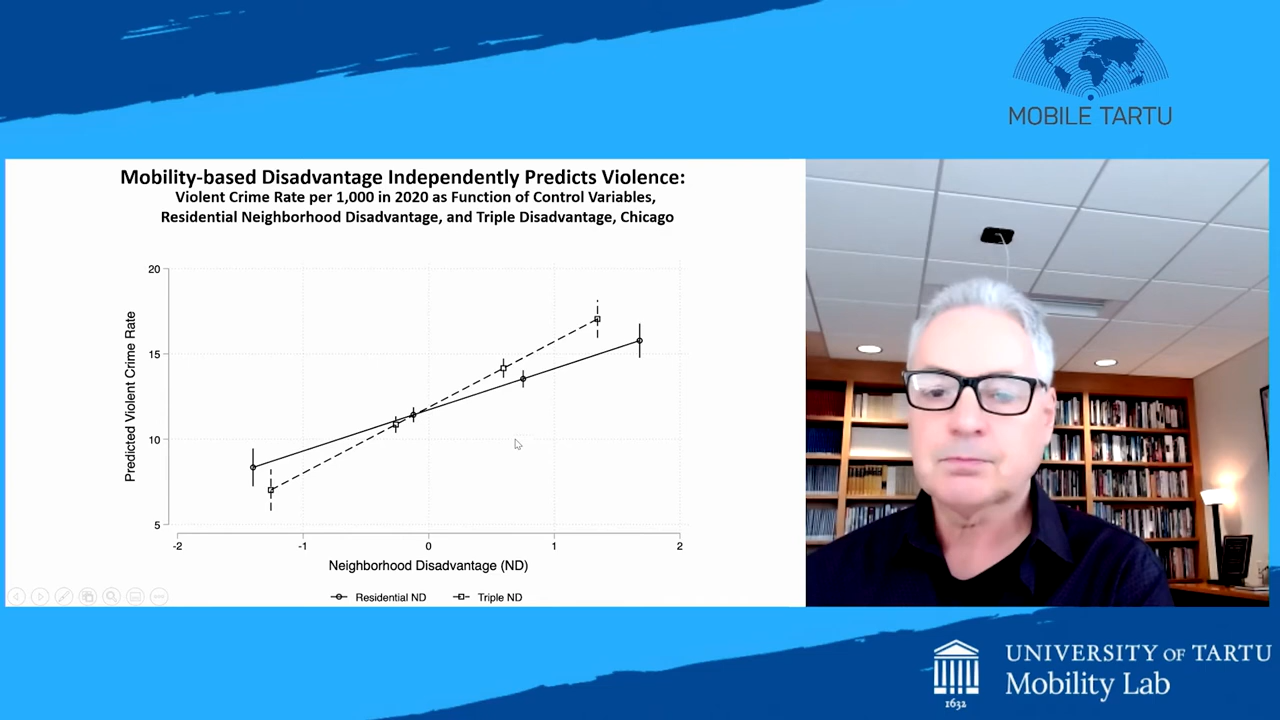 MOBILE TARTU
Mobility-based Disadvantage Independently Predicts Violence:
Violent Crime Rate per 1,000 in 2020 as Function of Control Variables,
Residential Neighborhood Disadvantage, and Triple Disadvantage, Chicago
Predicted Violent Crime Rate
20
15
10
5
-2
-1
0
1
2
Neighborhood Disadvantage (ND)
Residential ND
Triple ND
UNIVERSITY OF TARTU
Mobility Lab
1632